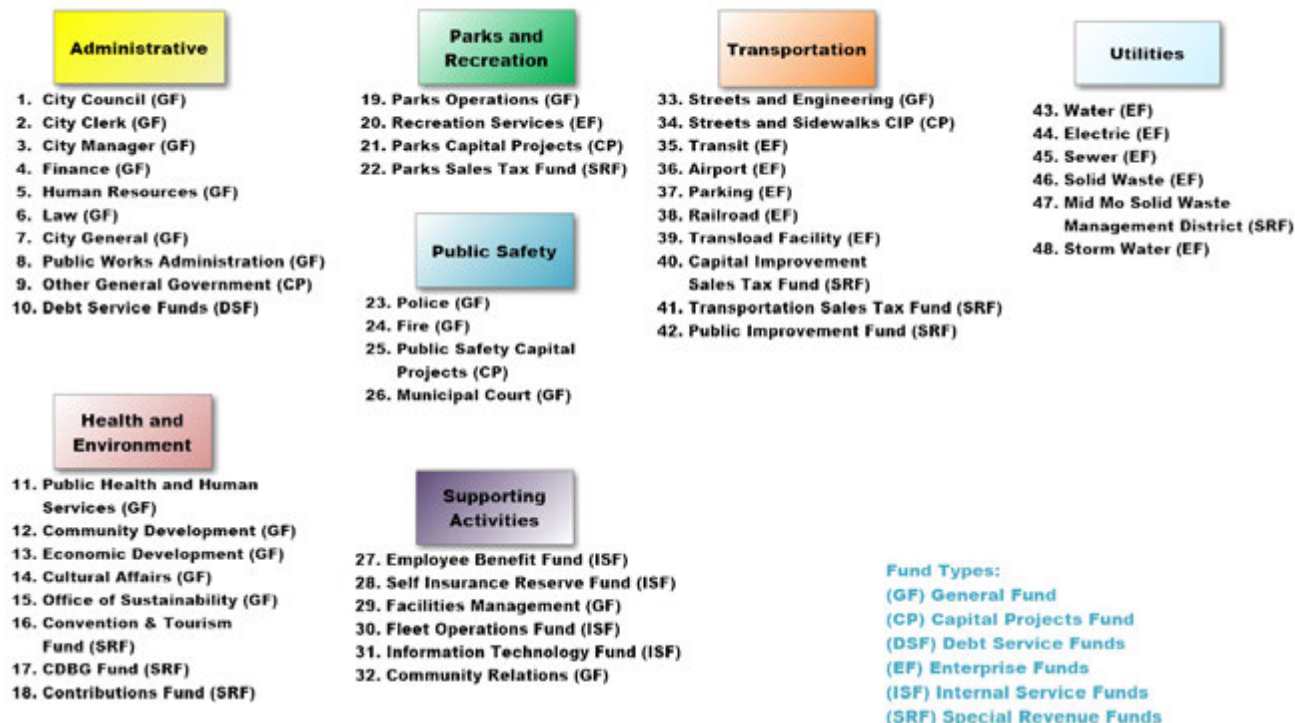 Administrative
1. City Council (GF)
2. City Clerk (GF)
3. City Manager (GF)
4. Finance (GF)
5. Human Resources (GF)
6. Law (GF)
7. City General (GF)
8. Public Works Administration (GF)
9. Other General Government (CP)
10. Debt Service Funds (DSF)
Health and
Environment
11. Public Health and Human
Services (GF)
12. Community Development (GF)
13. Economic Development (GF)
14. Cultural Affairs (GF)
15. Office of Sustainability (GF)
16. Convention & Tourism
Fund (SRF)
17. CDBG Fund (SRF)
18. Contributions Fund (SRF)
Parks and
Recreation
19. Parks Operations (GF)
20. Recreation Services (EF)
21. Parks Capital Projects (CP)
22. Parks Sales Tax Fund (SRF)
Public Safety
23. Police (GF)
24. Fire (GF)
25. Public Safety Capital
Projects (CP)
26. Municipal Court (GF)
Supporting
Activities
27. Employee Benefit Fund (ISF)
28. Self Insurance Reserve Fund (ISF)
29. Facilities Management (GF)
30. Fleet Operations Fund (ISF)
31. Information Technology Fund (ISF)
32. Community Relations (GF)
Transportation
33. Streets and Engineering (GF)
34. Streets and Sidewalks CIP (CP)
35. Transit (EF)
36. Airport (EF)
37. Parking (EF)
38. Railroad (EF)
39. Transload Facility (EF)
40. Capital Improvement
Sales Tax Fund (SRF)
41. Transportation Sales Tax Fund (SRF)
42. Public Improvement Fund (SRF)
Utilities
43. Water (EF)
44. Electric (EF)
45. Sewer (EF)
46. Solid Waste (EF)
47. Mid Mo Solid Waste
Management District (SRF)
48. Storm Water (EF)
Fund Types:
(GF) General Fund
(CP) Capital Projects Fund
(DSF) Debt Service Funds
(EF) Enterprise Funds
(ISF) Internal Service Funds
(SRF) Special Revenue Funds